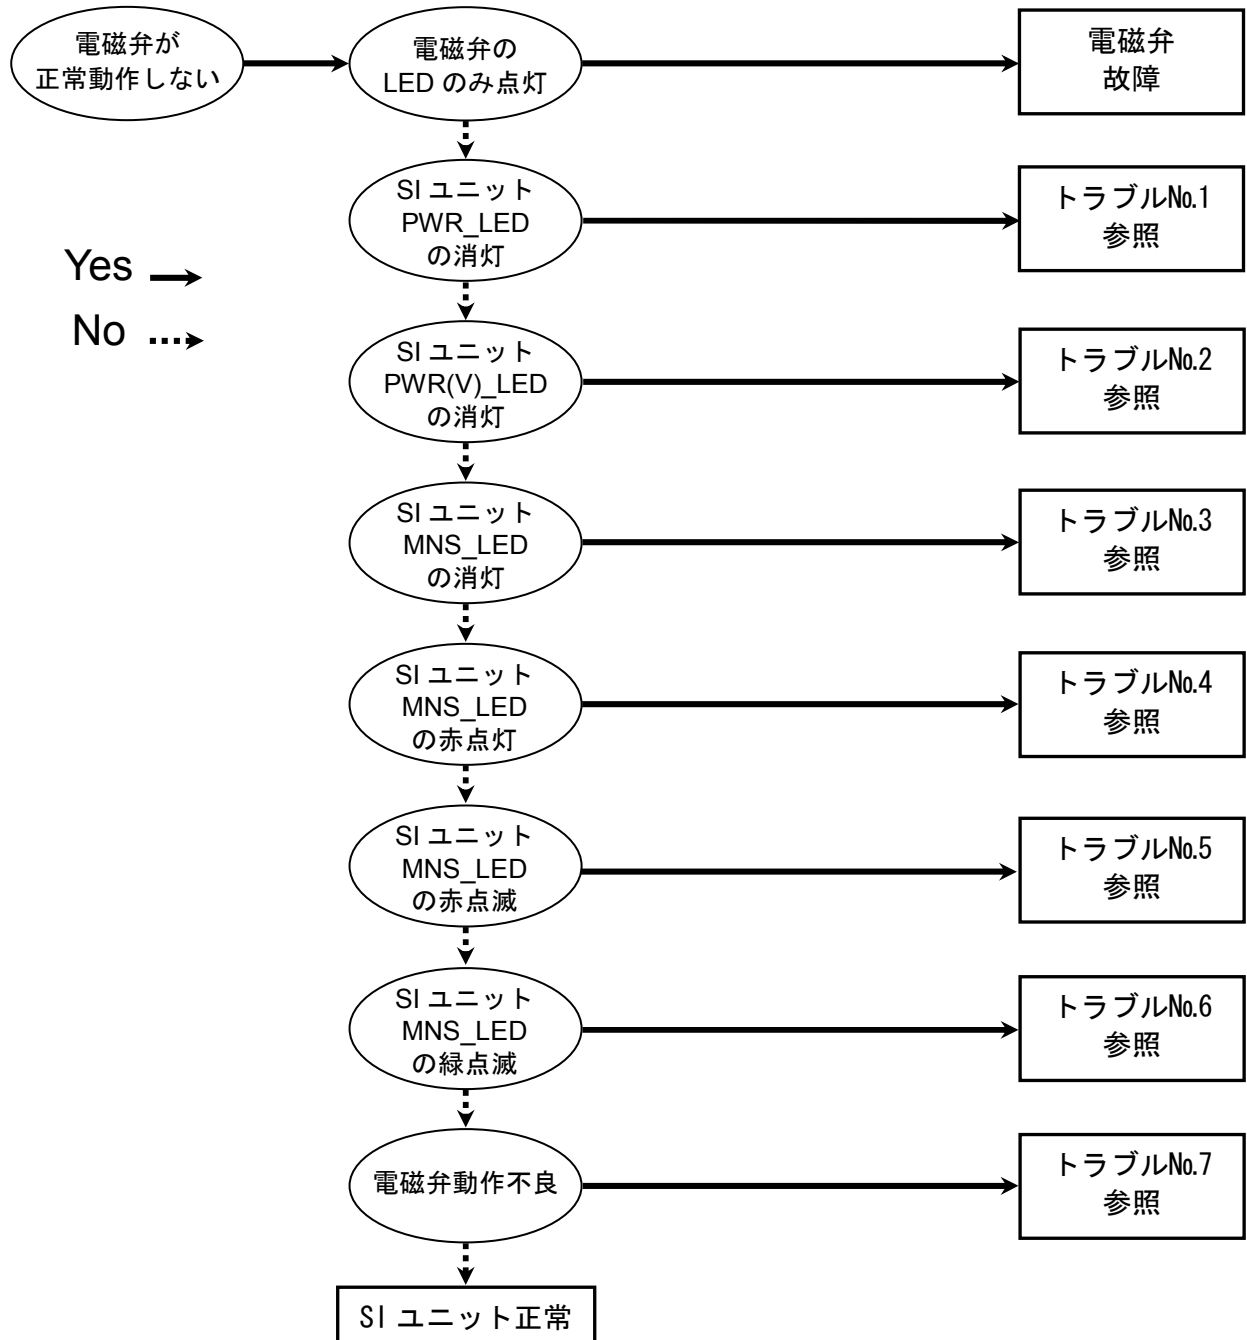 電磁弁が
正常動作しない
電磁弁の
LED のみ点灯
電磁弁
故障
SI ユニット
PWR_LED
の消灯
トラブル№1
参照
Yes
No
SI ユニット
PWR(V)_LED
の消灯
トラブル№2
参照
SI ユニット
MNS_LED
の消灯
トラブル№3
参照
SI ユニット
MNS_LED
の赤点灯
トラブル№4
参照
SI ユニット
MNS_LED
の赤点滅
トラブル№5
参照
SI ユニット
MNS_LED
の緑点滅
トラブル№6
参照
電磁弁動作不良
トラブル№7
参照
SI ユニット正常